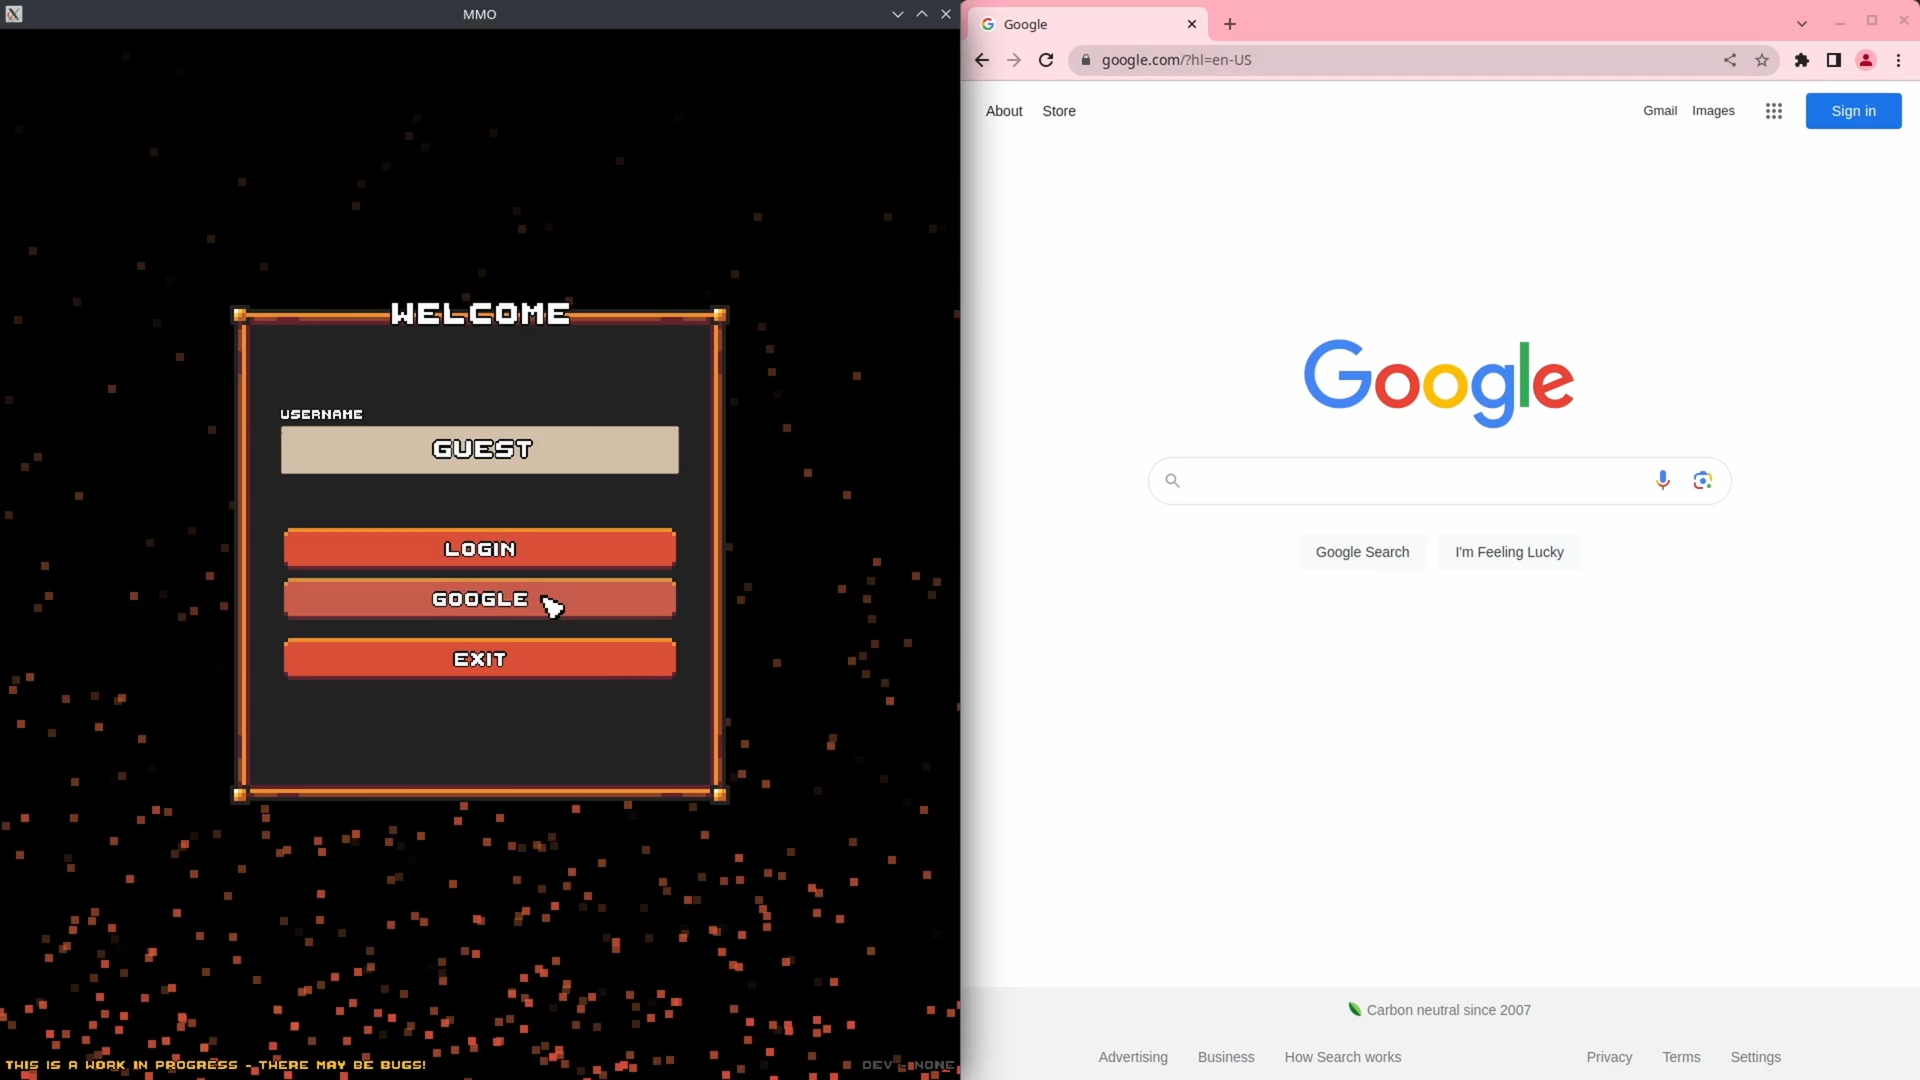 MMO
WELCOME
USERNAME
GUEST
LOGIN
GOOGLE
EXIT
THIS IS A WORK IN PROGRESS - THERE MAY BE BUGS!
DEV - NONE
Google
google.com/?hl=en-US
About Store
Gmail Images Sign in
Google
Google Search I'm Feeling Lucky
Carbon neutral since 2007
Advertising Business How Search works Privacy Terms Settings